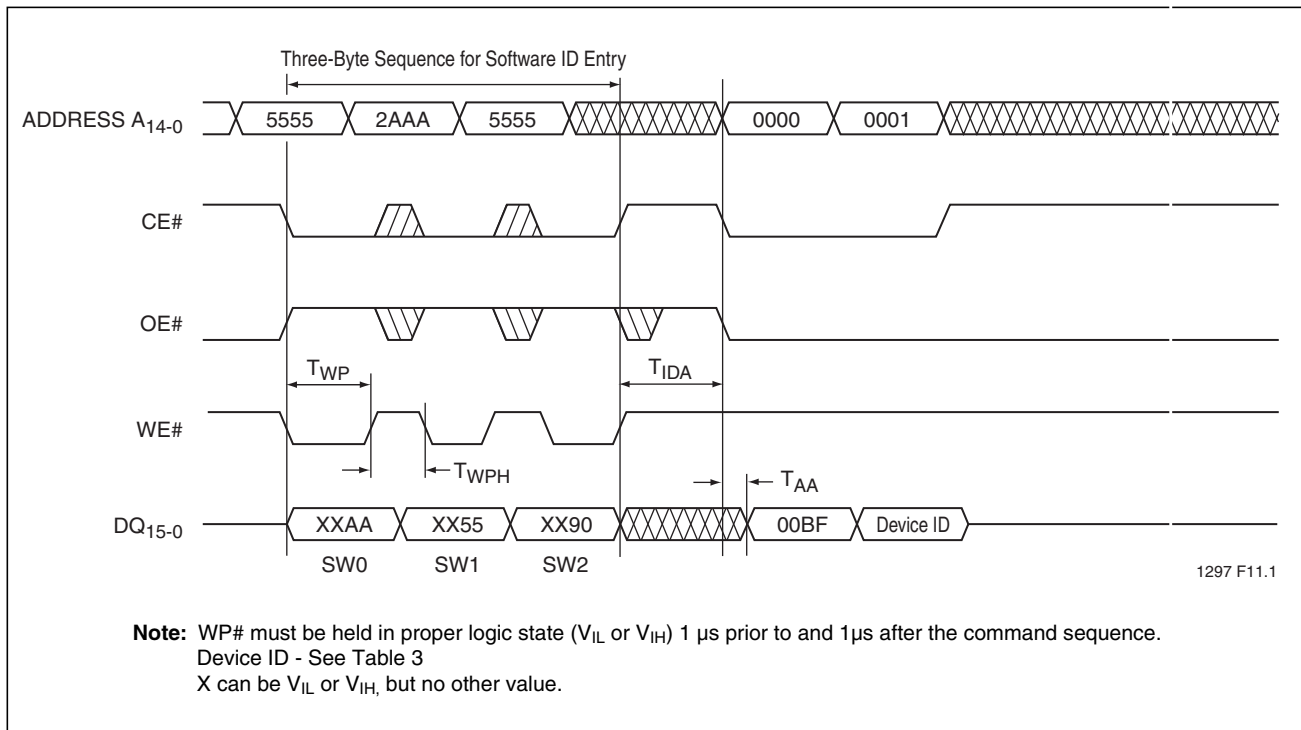 Three-Byte Sequence for Software ID Entry
ADDRESS A14-0 5555 2AAA 5555 0000 0001
CE#
OE#
TWP TIDA
WE#
TWPH TAA
DQ15-0 XXAA XX55 XX90 00BF Device ID
SW0 SW1 SW2
1297 F11.1
Note: WP# must be held in proper logic state (VIL or VIH) 1 µs prior to and 1µs after the command sequence.
Device ID - See Table 3
X can be VIL or VIH, but no other value.